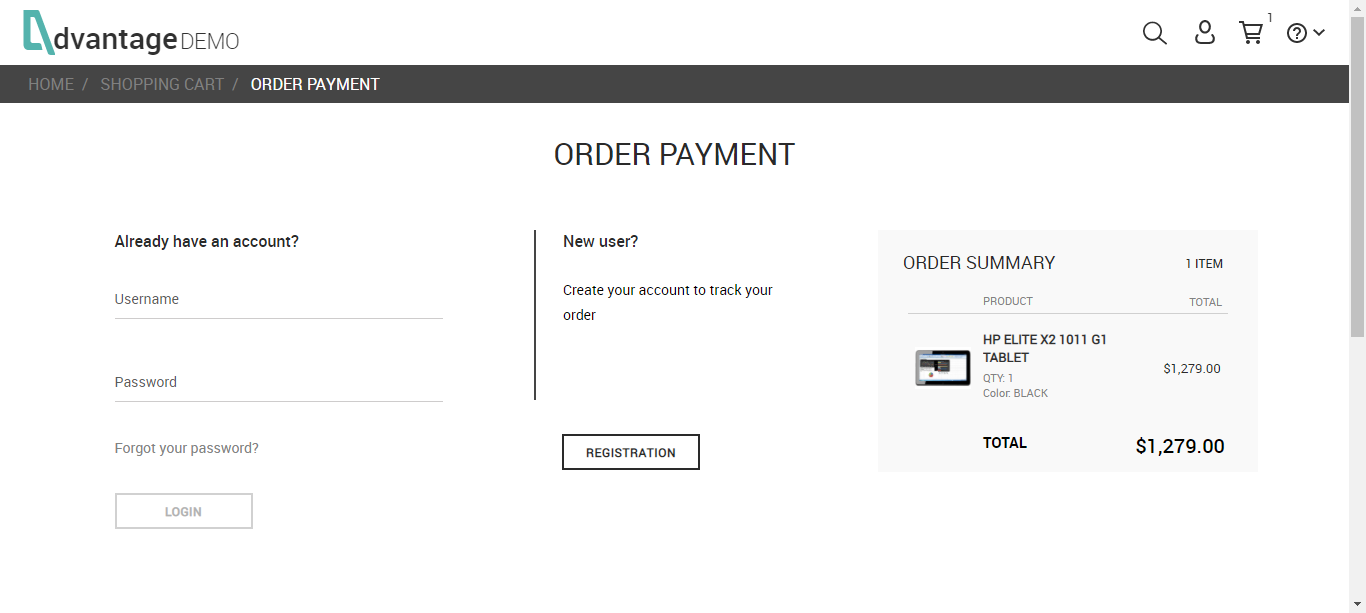 dvantage DEMO
1
HOME / SHOPPING CART / ORDER PAYMENT
ORDER PAYMENT
Already have an account?
Username
Password
Forgot your password?
LOGIN
New user?
Create your account to track your
order
REGISTRATION
ORDER SUMMARY 1 ITEM
PRODUCT TOTAL
HP ELITE X2 1011 G1
TABLET
QTY: 1
Color: BLACK
$1,279.00
TOTAL $1,279.00